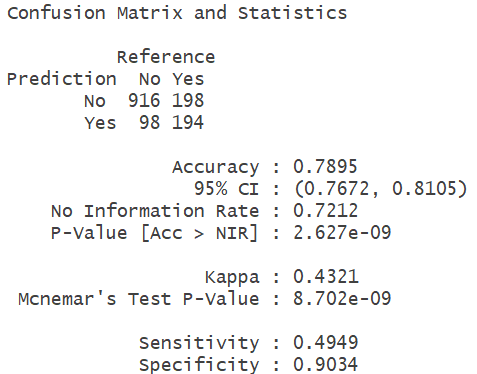 Confusion Matrix and Statistics
Reference
Prediction No Yes
No 916 198
Yes 98 194
Accuracy : 0.7895
95% CI : (0.7672, 0.8105)
No Information Rate : 0.7212
P-Value [Acc > NIR] : 2.627e-09
Kappa : 0.4321
Mcnemar's Test P-Value : 8.702e-09
Sensitivity : 0.4949
Specificity : 0.9034